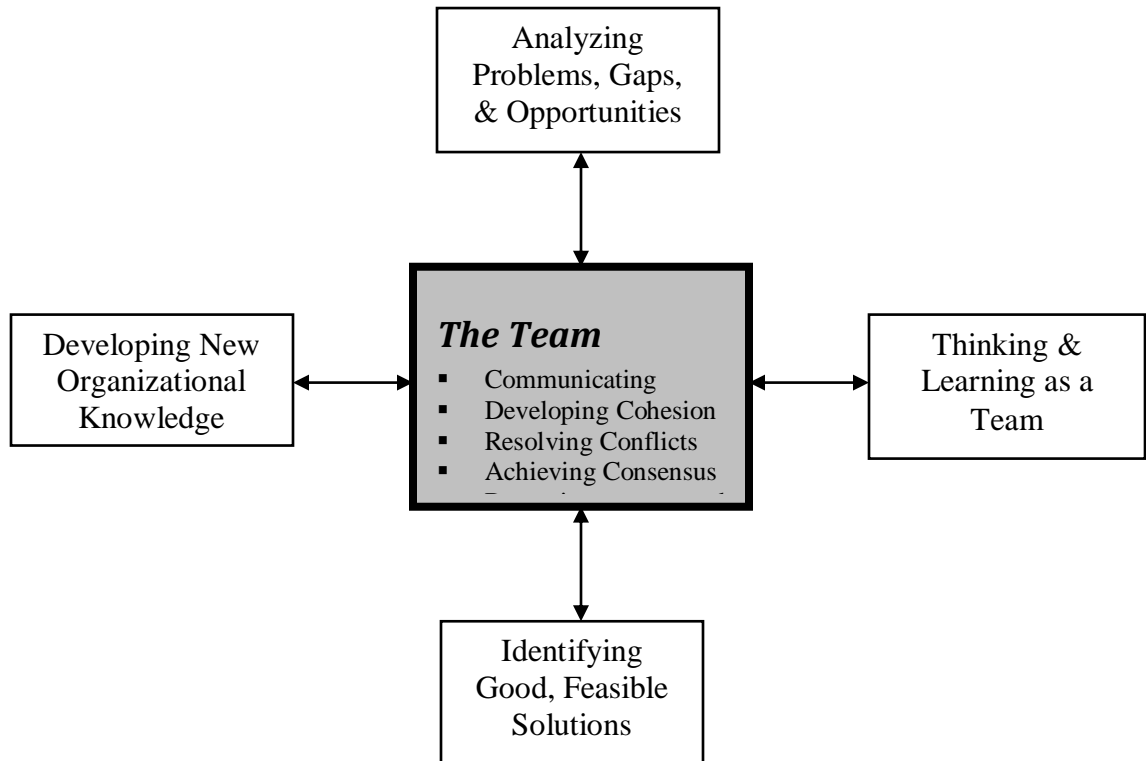 Analyzing
Problems, Gaps,
& Opportunities
Developing New
Organizational
Knowledge
The Team
▪ Communicating
▪ Developing Cohesion
▪ Resolving Conflicts
▪ Achieving Consensus
Thinking &
Learning as a
Team
Identifying
Good, Feasible
Solutions